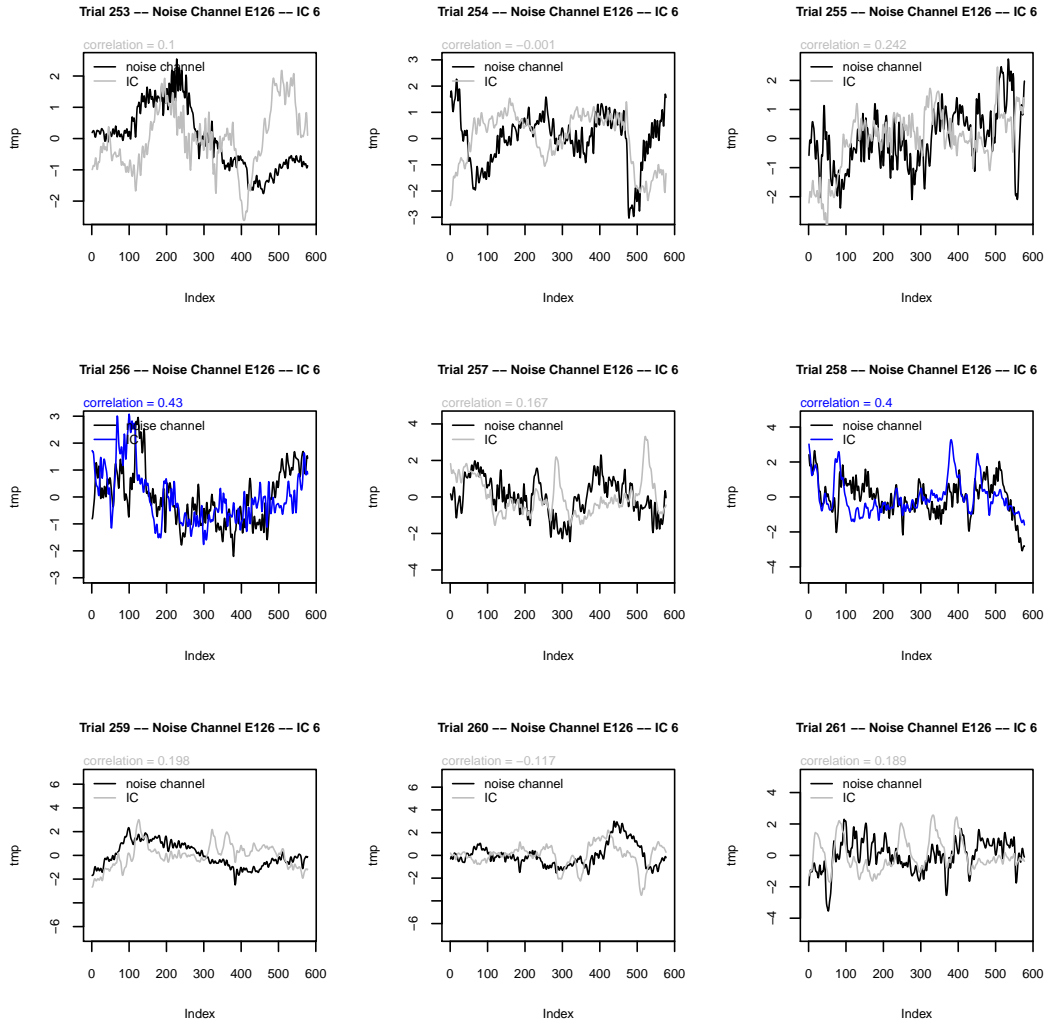 Trial 253 −− Noise Channel E126 −− IC 6
correlation = 0.1
noise channel
IC
tmp
2
1
0
−1
−2
0 100 200 300 400 500 600
Index
Trial 254 −− Noise Channel E126 −− IC 6
correlation = −0.001
noise channel
IC
tmp
3
2
1
0
−1
−2
−3
0 100 200 300 400 500 600
Index
Trial 255 −− Noise Channel E126 −− IC 6
correlation = 0.242
noise channel
IC
tmp
2
1
0
−1
−2
0 100 200 300 400 500 600
Index
Trial 256 −− Noise Channel E126 −− IC 6
correlation = 0.43
noise channel
IC
tmp
3
2
1
0
−1
−2
−3
0 100 200 300 400 500 600
Index
Trial 257 −− Noise Channel E126 −− IC 6
correlation = 0.167
noise channel
IC
tmp
4
2
0
−2
−4
0 100 200 300 400 500 600
Index
Trial 258 −− Noise Channel E126 −− IC 6
correlation = 0.4
noise channel
IC
tmp
4
2
0
−2
−4
0 100 200 300 400 500 600
Index
Trial 259 −− Noise Channel E126 −− IC 6
correlation = 0.198
noise channel
IC
tmp
6
4
2
0
−2
−6
0 100 200 300 400 500 600
Index
Trial 260 −− Noise Channel E126 −− IC 6
correlation = −0.117
noise channel
IC
tmp
6
4
2
0
−2
−6
0 100 200 300 400 500 600
Index
Trial 261 −− Noise Channel E126 −− IC 6
correlation = 0.189
noise channel
IC
tmp
4
2
0
−2
−4
0 100 200 300 400 500 600
Index